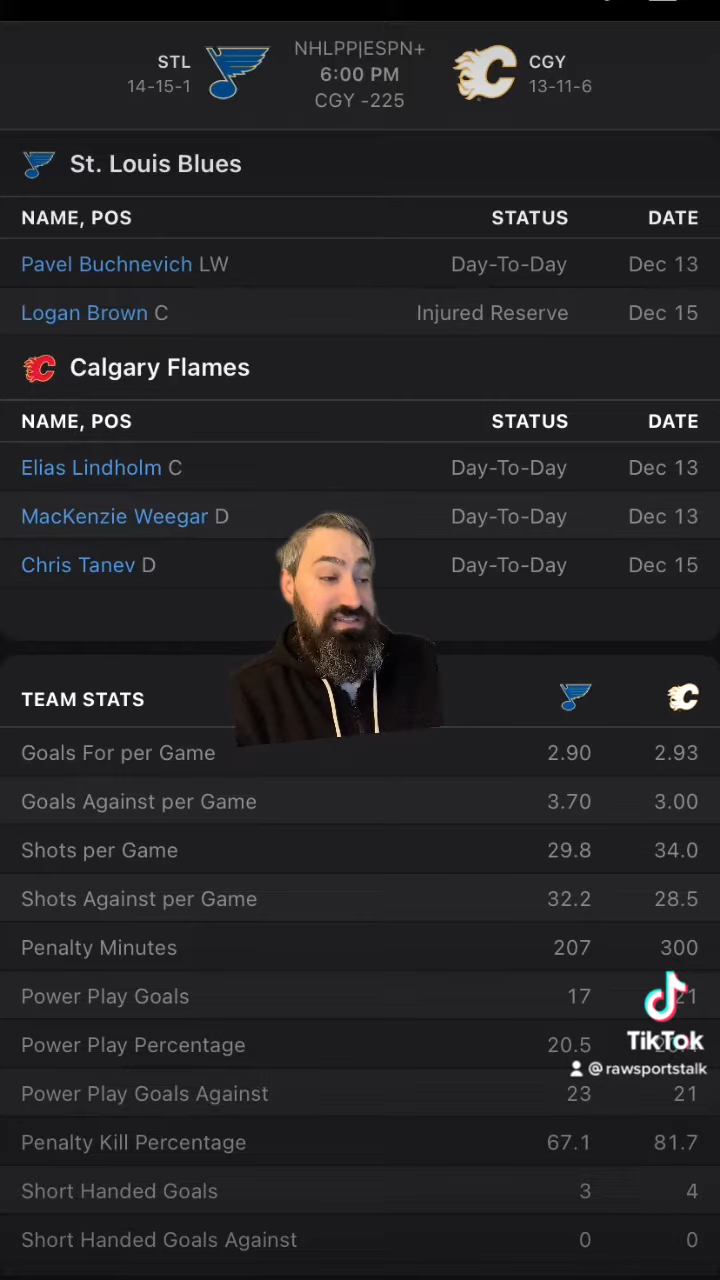 STL
14-15-1
NHLPP|ESPN+
6:00 PM
CGY -225
CGY
13-11-6
St. Louis Blues
NAME, POS STATUS DATE
Pavel Buchnevich LW Day-To-Day Dec 13
Logan Brown C Injured Reserve Dec 15
Calgary Flames
NAME, POS STATUS DATE
Elias Lindholm C Day-To-Day Dec 13
MacKenzie Weegar D Day-To-Day Dec 13
Chris Tanev D Day-To-Day Dec 15
TEAM STATS
Goals For per Game 2.90 2.93
Goals Against per Game 3.70 3.00
Shots per Game 29.8 34.0
Shots Against per Game 32.2 28.5
Penalty Minutes 207 300
Power Play Goals 17 21
TikTok
Power Play Percentage 20.5
@rawsportstalk
Power Play Goals Against 23 21
Penalty Kill Percentage 67.1 81.7
Short Handed Goals 3 4
Short Handed Goals Against 0 0